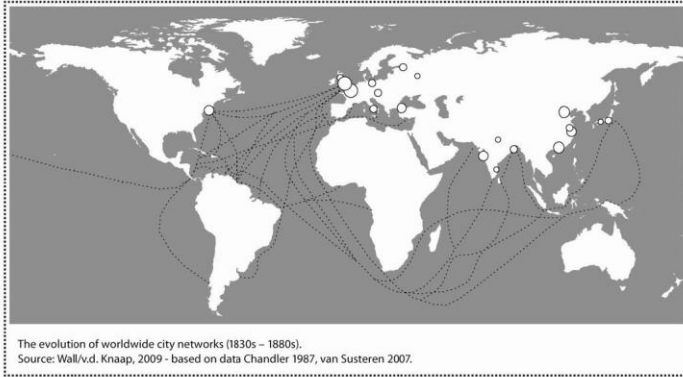 The evolution of worldwide city networks (1830s – 1880s).
Source: Wall/v.d. Knaap, 2009 - based on data Chandler 1987, van Susteren 2007.